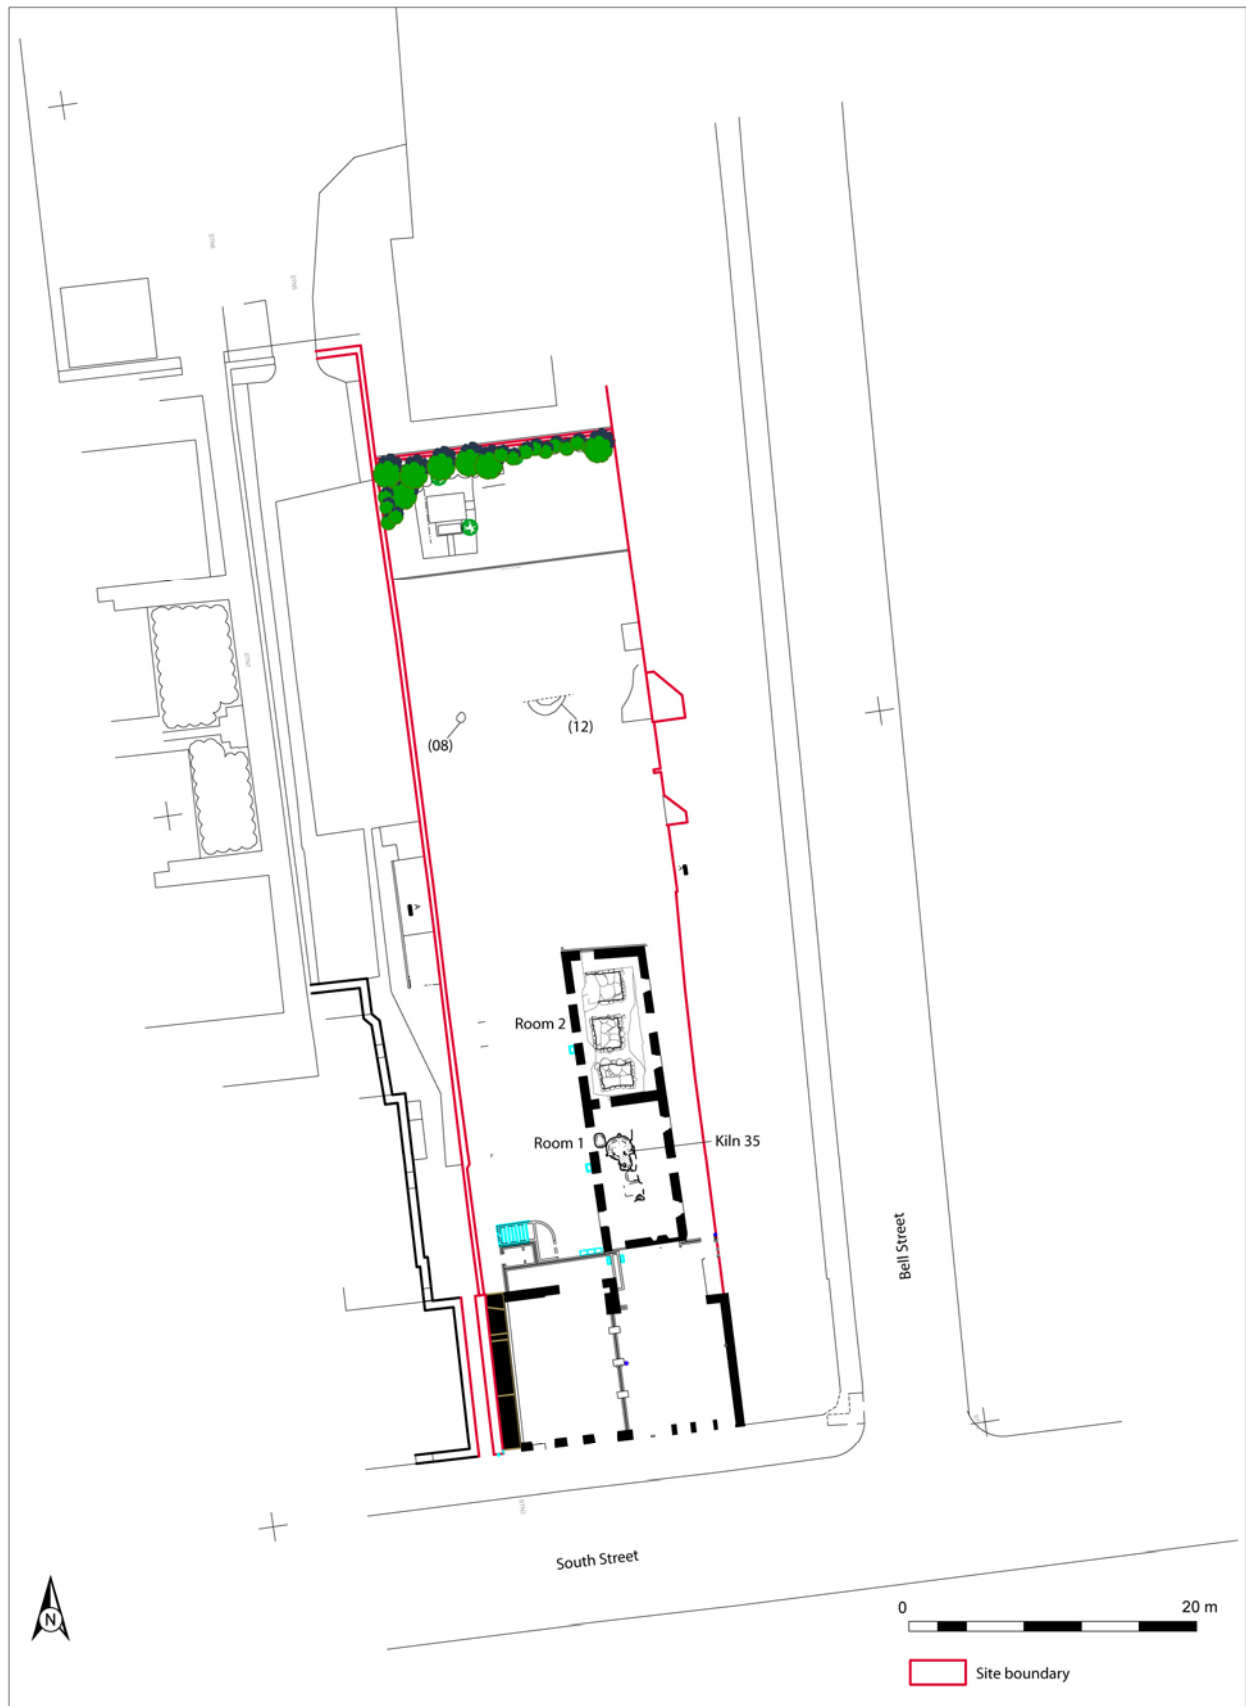 (08)
(12)
A
A
Room 2
Room 1
Kiln 35
Bell Street
South Street
N
0 20 m
Site boundary